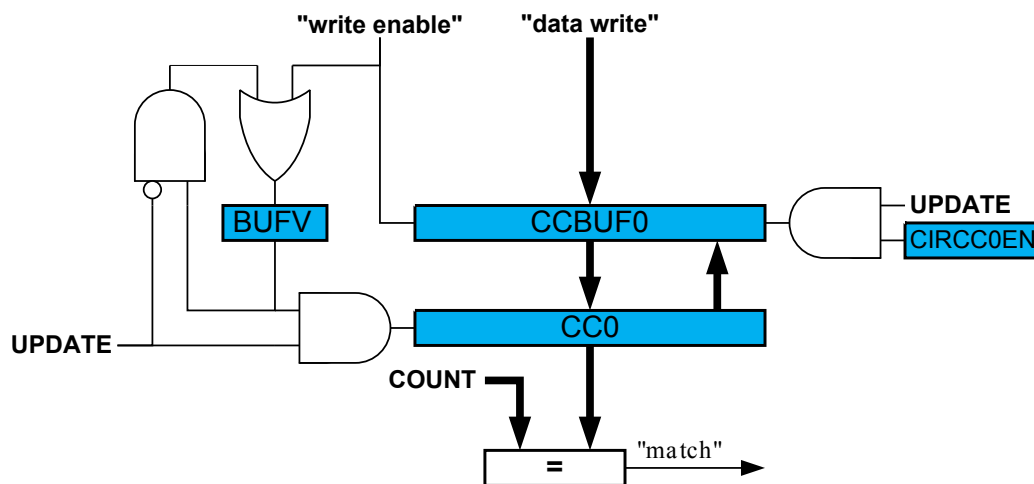 "write enable"
"data write"
BUFV
CCBUF0
UPDATE
CIRCC0EN
UPDATE
CC0
COUNT
=
"match"